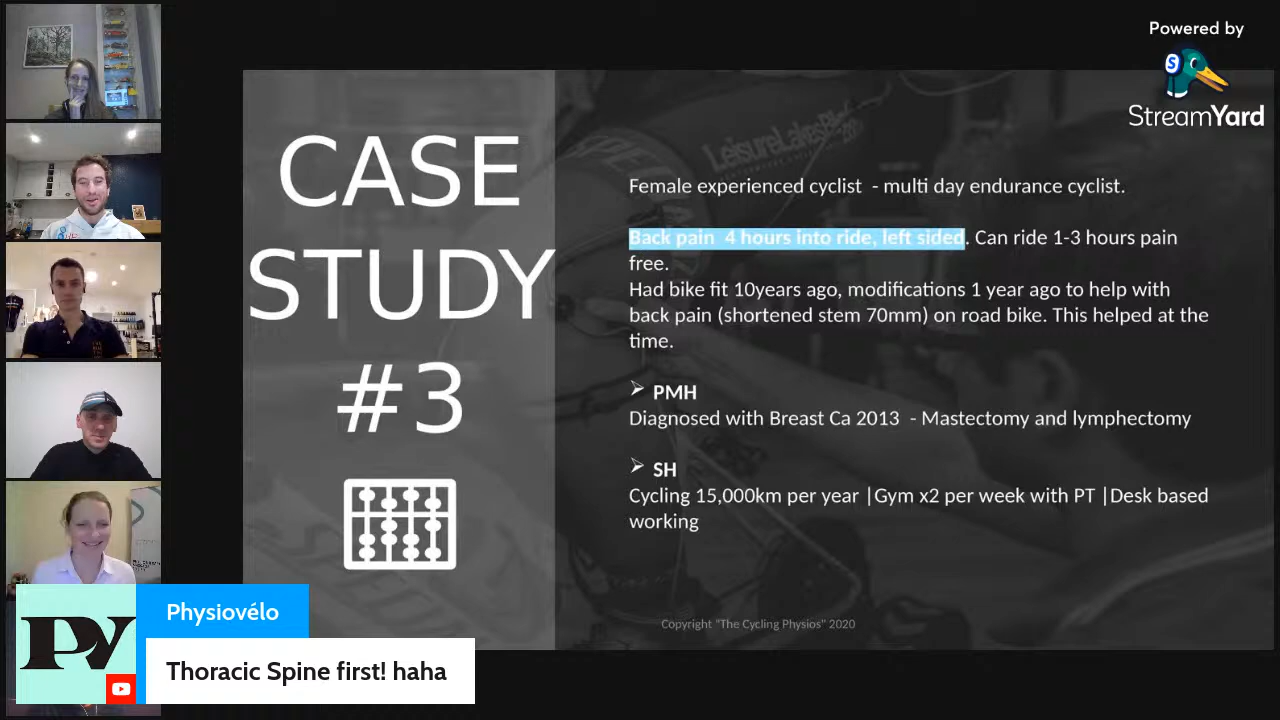 Powered by
StreamYard
CASE
STUDY
#3
Female experienced cyclist - multi day endurance cyclist.
Back pain 4 hours into ride, left sided. Can ride 1-3 hours pain
free.
Had bike fit 10years ago, modifications 1 year ago to help with
back pain (shortened stem 70mm) on road bike. This helped at the
time.
➢ PMH
Diagnosed with Breast Ca 2013 - Mastectomy and lymphectomy
➢ SH
Cycling 15,000km per year |Gym x2 per week with PT |Desk based
working
Copyright "The Cycling Physios" 2020
PV
Physiovélo
Thoracic Spine first! haha